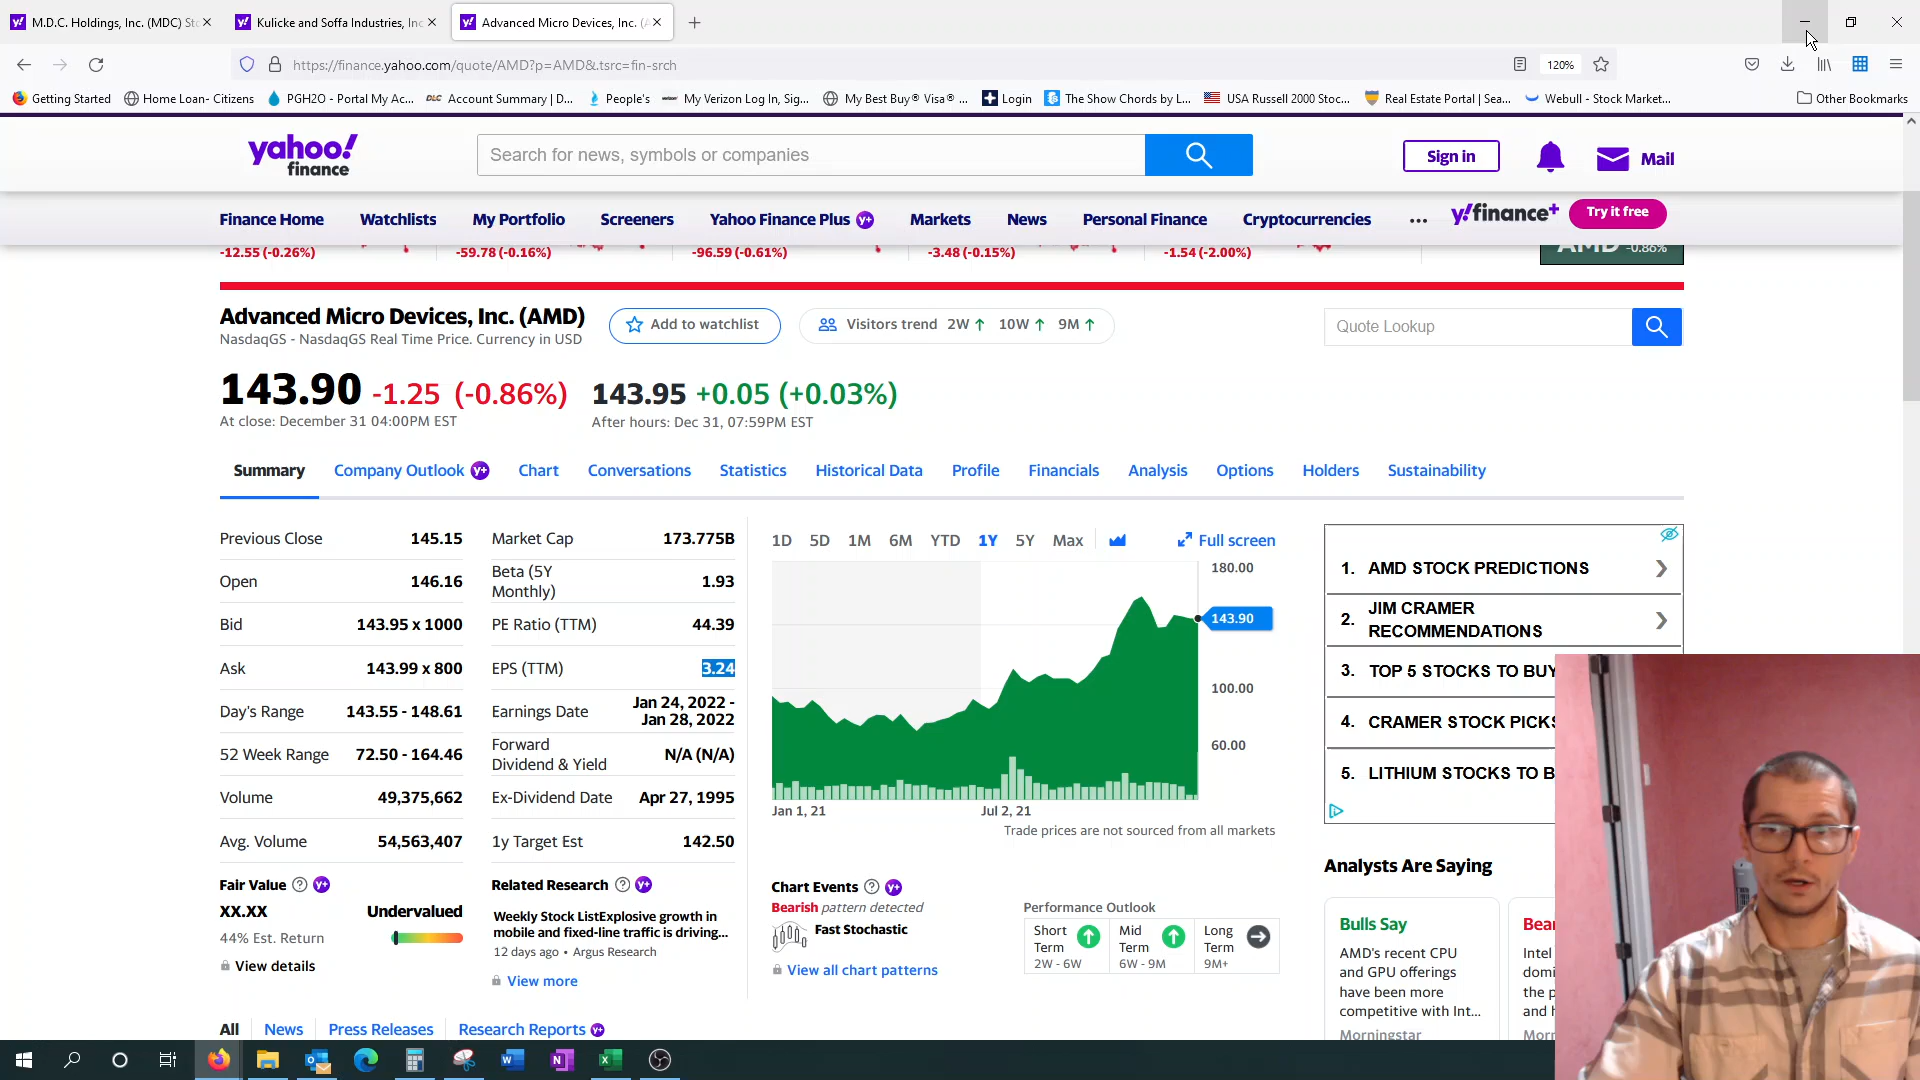 M.D.C. Holdings, Inc. (MDC) Sto
Kulicke and Soffa Industries, Inc
Advanced Micro Devices, Inc. (A
https://finance.yahoo.com/quote/AMD?p=AMD&.tsrc=fin-srch
120%
Getting Started
Home Loan- Citizens
PGH2O - Portal My Ac...
DLC Account Summary | D...
People's
My Verizon Log In, Sig...
My Best Buy® Visa® ...
Login
The Show Chords by L...
USA Russell 2000 Stoc...
Real Estate Portal | Sea...
Webull - Stock Market...
Other Bookmarks
yahoo!
finance
Search for news, symbols or companies
Sign in
Mail
Finance Home
Watchlists
My Portfolio
Screeners
Yahoo Finance Plus y+
Markets
News
Personal Finance
Cryptocurrencies
...
y!finance+
Try it free
-12.55 (-0.26%)
-59.78 (-0.16%)
-96.59 (-0.61%)
-3.48 (-0.15%)
-1.54 (-2.00%)
AMD -0.86%
Advanced Micro Devices, Inc. (AMD)
NasdaqGS - NasdaqGS Real Time Price. Currency in USD
Add to watchlist
Visitors trend 2W↑ 10W↑ 9M↑
Quote Lookup
143.90 -1.25 (-0.86%)
At close: December 31 04:00PM EST
143.95 +0.05 (+0.03%)
After hours: Dec 31, 07:59PM EST
Summary
Company Outlook y+
Chart
Conversations
Statistics
Historical Data
Profile
Financials
Analysis
Options
Holders
Sustainability
Previous Close 145.15
Open 146.16
Bid 143.95 x 1000
Ask 143.99 x 800
Day's Range 143.55 - 148.61
52 Week Range 72.50 - 164.46
Volume 49,375,662
Avg. Volume 54,563,407
Market Cap 173.775B
Beta (5Y
Monthly) 1.93
PE Ratio (TTM) 44.39
EPS (TTM) 3.24
Earnings Date Jan 24, 2022 -
Jan 28, 2022
Forward
Dividend & Yield N/A (N/A)
Ex-Dividend Date Apr 27, 1995
1y Target Est 142.50
Fair Value y+
XX.XX Undervalued
44% Est. Return
View details
Related Research y+
Weekly Stock ListExplosive growth in
mobile and fixed-line traffic is driving...
12 days ago • Argus Research
View more
1D 5D 1M 6M YTD 1Y 5Y Max
Full screen
180.00
143.90
100.00
60.00
Jan 1, 21
Jul 2, 21
Trade prices are not sourced from all markets
Chart Events y+
Bearish pattern detected
Fast Stochastic
View all chart patterns
Performance Outlook
Short
Term
2W - 6W
Mid
Term
6W - 9M
Long
Term
9M+
1. AMD STOCK PREDICTIONS
2. JIM CRAMER
RECOMMENDATIONS
3. TOP 5 STOCKS TO BUY
4. CRAMER STOCK PICKS
5. LITHIUM STOCKS TO B
Analysts Are Saying
Bulls Say
AMD's recent CPU
and GPU offerings
have been more
competitive with Int...
Morningstar
Bear
Intel
domi
the p
and h
Morn
All
News
Press Releases
Research Reports y+